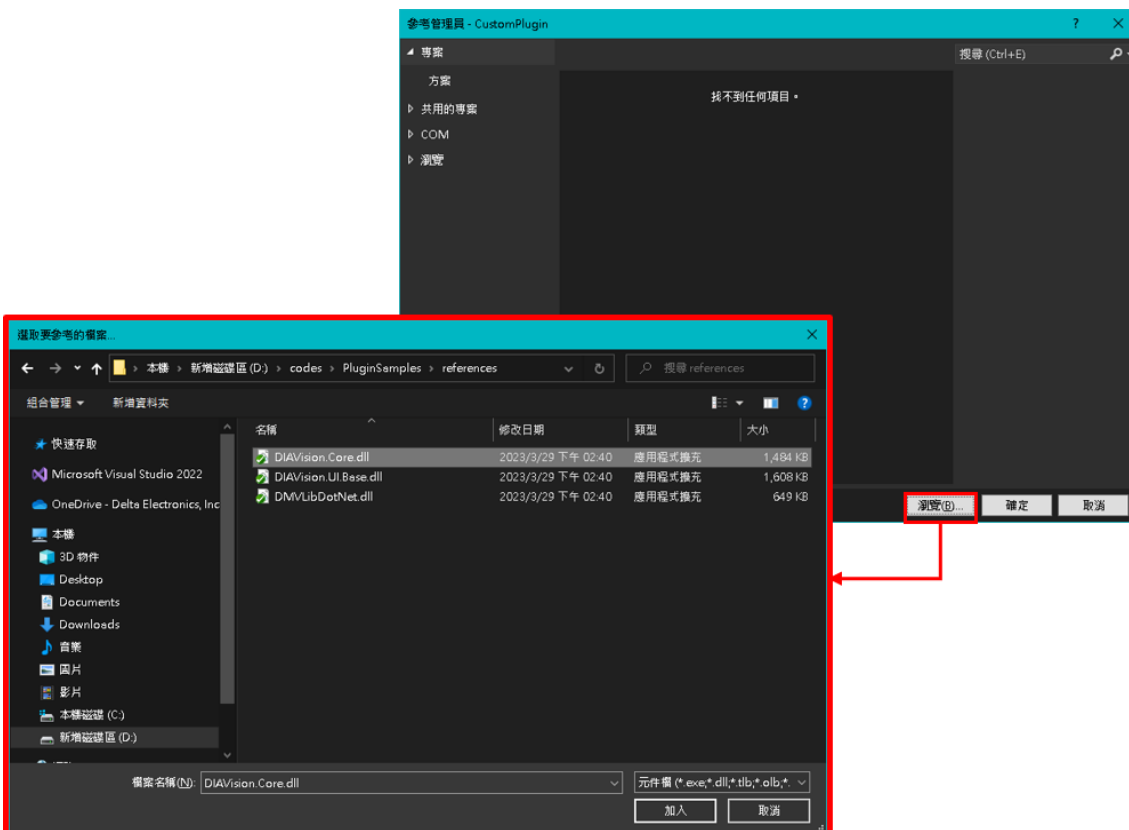 參考管理員 - CustomPlugin
? ×
專案
搜尋 (Ctrl+E)
方案
找不到任何項目。
共用的專案
COM
瀏覽
瀏覽(B)... 確定 取消
選取要參考的檔案...
本機 › 新增磁碟區 (D:) › codes › PluginSamples › references
搜尋 references
組合管理 新增資料夾
名稱 修改日期 類型 大小
快速存取
Microsoft Visual Studio 2022
OneDrive - Delta Electronics, Inc
本機
3D 物件
Desktop
Documents
Downloads
音樂
圖片
影片
本機磁碟 (C:)
新增磁碟區 (D:)
DIAVision.Core.dll 2023/3/29 下午 02:40 應用程式擴充 1,484 KB
DIAVision.UI.Base.dll 2023/3/29 下午 02:40 應用程式擴充 1,608 KB
DMVLibDotNet.dll 2023/3/29 下午 02:40 應用程式擴充 649 KB
檔案名稱(N): DIAVision.Core.dll
元件檔 (*.exe;*.dll;*.tlb;*.olb;*.
加入 取消